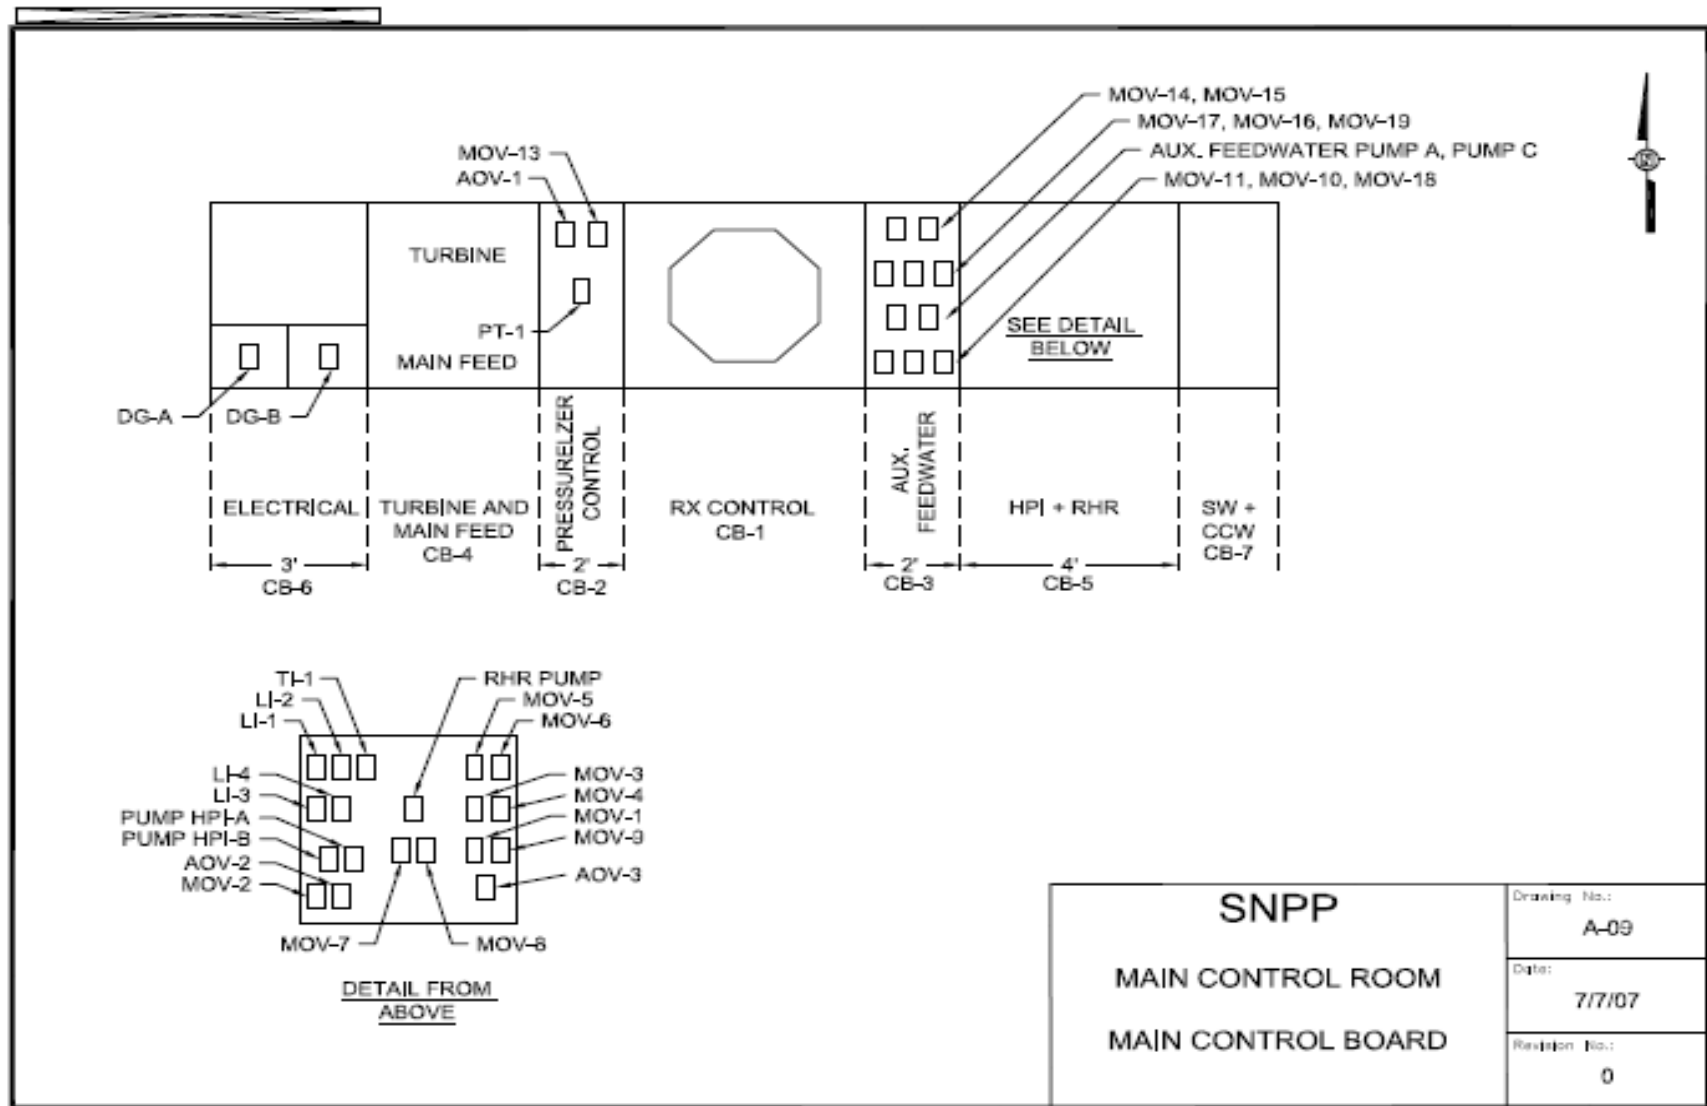 MOV-14, MOV-15
MOV-17, MOV-16, MOV-19
AUX. FEEDWATER PUMP A, PUMP C
MOV-11, MOV-10, MOV-18
MOV-13
AOV-1
TURBINE
PT-1
MAIN FEED
SEE DETAIL
BELOW
DG-A
DG-B
ELECTRICAL
3'
CB-6
TURBINE AND
MAIN FEED
CB-4
PRESSURELZER
CONTROL
2'
CB-2
RX CONTROL
CB-1
AUX.
FEEDWATER
2'
CB-3
HPI + RHR
4'
CB-5
SW +
CCW
CB-7
TI-1
LI-2
LI-1
RHR PUMP
MOV-5
MOV-6
LI-4
LI-3
PUMP HPI-A
PUMP HPI-B
AOV-2
MOV-2
MOV-3
MOV-4
MOV-1
MOV-9
AOV-3
MOV-7
MOV-8
DETAIL FROM
ABOVE
SNPP
MAIN CONTROL ROOM
MAIN CONTROL BOARD
Drawing No.:
A-09
Date:
7/7/07
Revision No.:
0